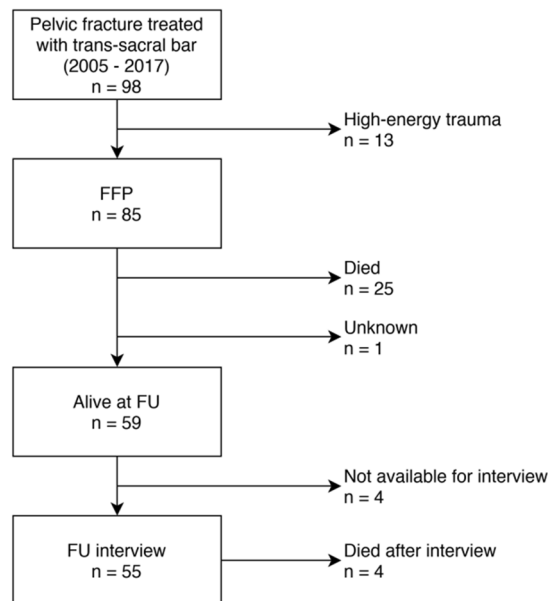 Pelvic fracture treated
with trans-sacral bar
(2005 - 2017)
n = 98
High-energy trauma
n = 13
FFP
n = 85
Died
n = 25
Unknown
n = 1
Alive at FU
n = 59
Not available for interview
n = 4
FU interview
n = 55
Died after interview
n = 4